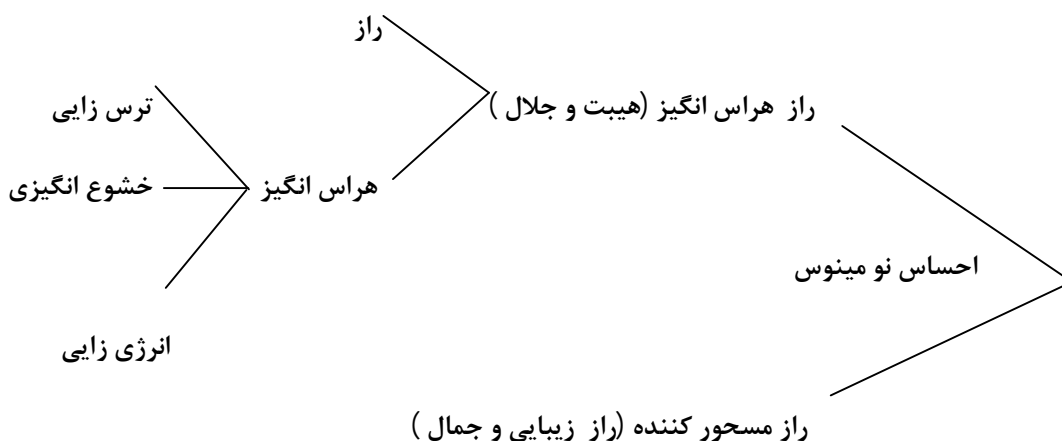 راز
راز هراس انگیز (هیبت و جلال )
ترس زایی
هراس انگیز
خشوع انگیزی
احساس نو مینوس
انرژی زایی
راز مسحور کننده (راز زیبایی و جمال )